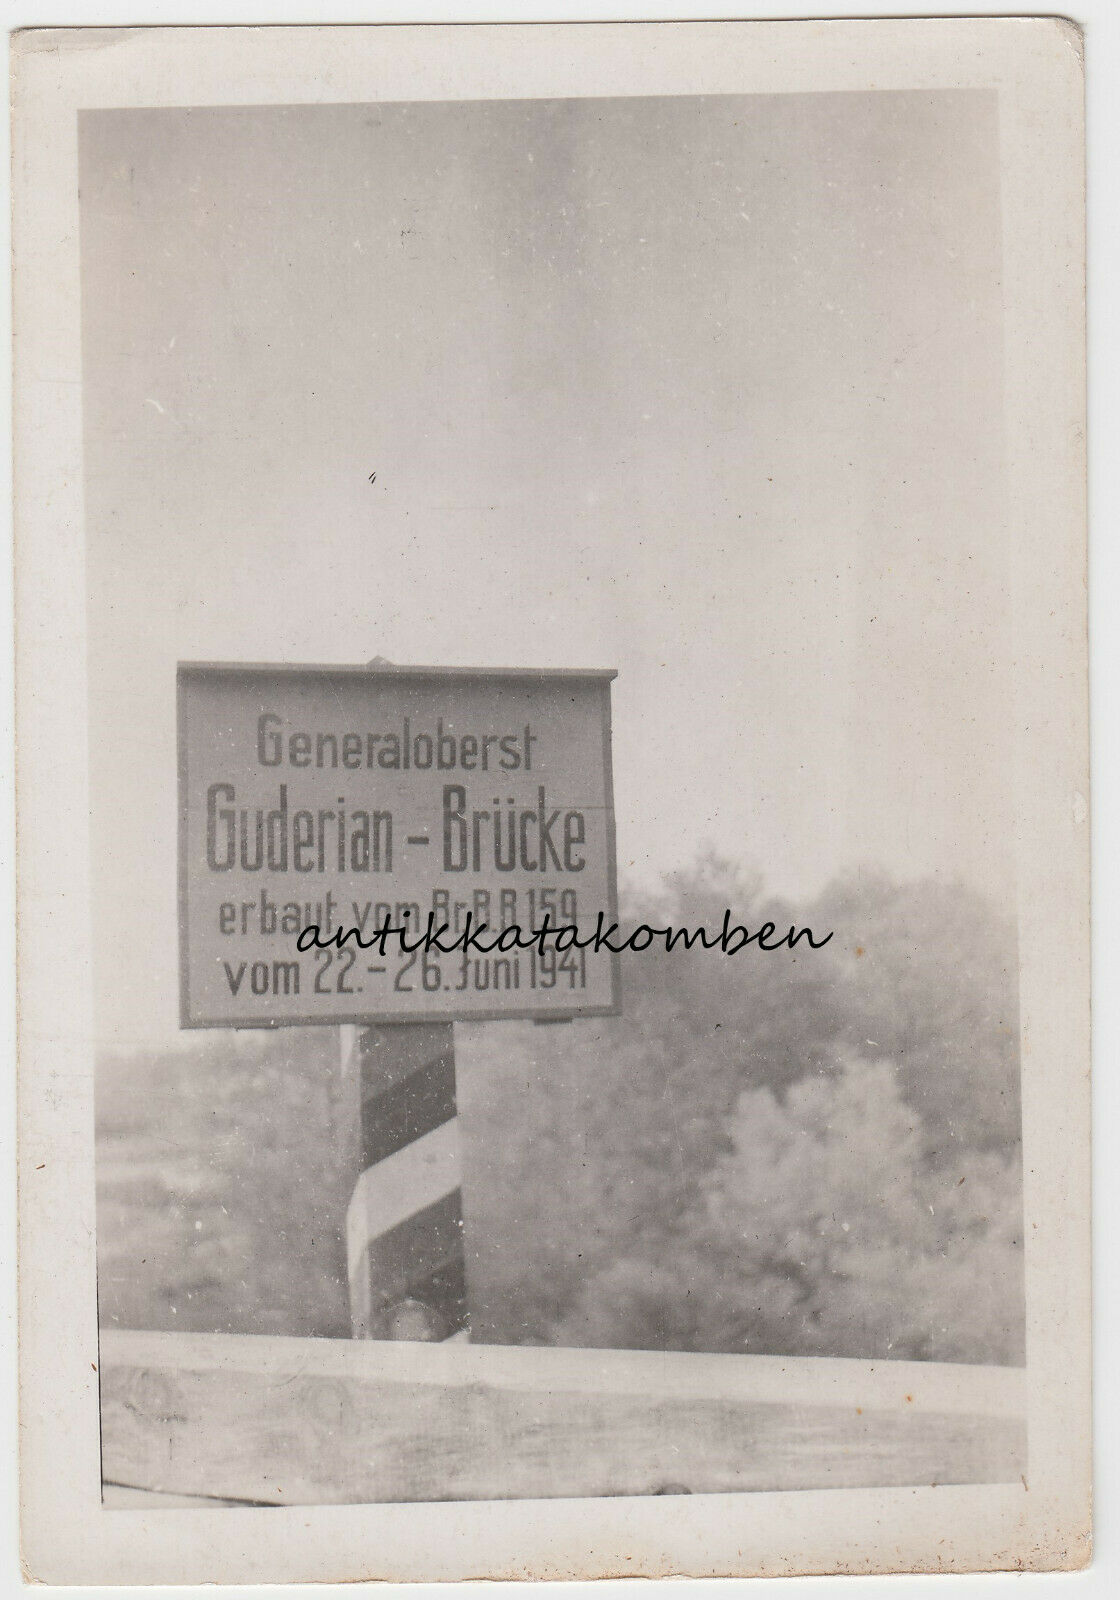 Generaloberst
Guderian - Brücke
erbaut vom Br.B.B 159
vom 22.- 26. Juni 1941
antikkatakomben